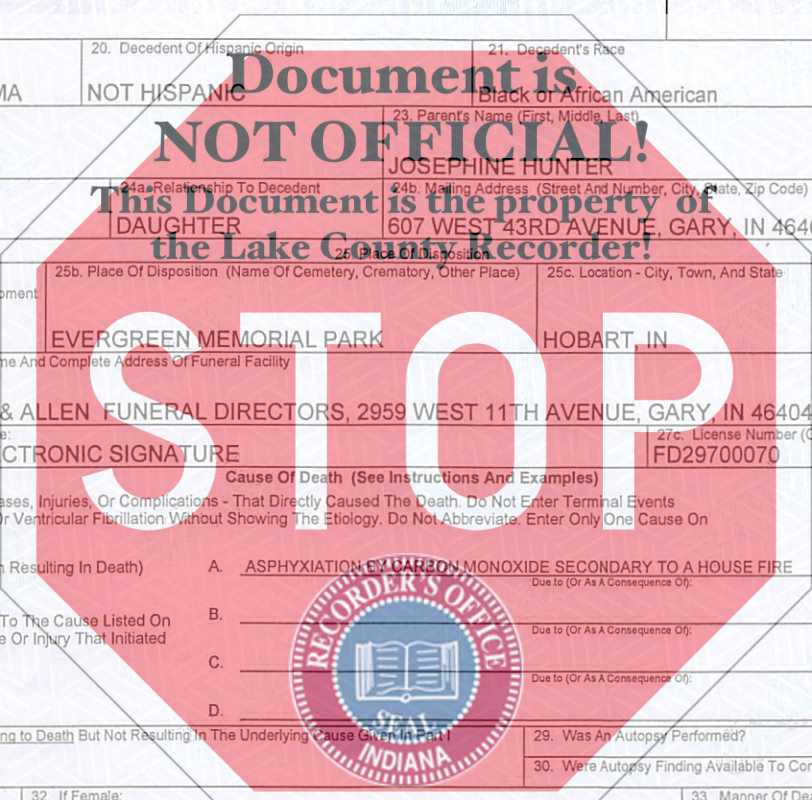 20. Decedent Of Hispanic Origin 21. Decedent's Race
Document is
MA NOT HISPANIC Black or African American
23. Parent's Name (First, Middle, Last)
NOT OFFICIAL!
JOSEPHINE HUNTER
24a. Relationship To Decedent 24b. Mailing Address (Street And Number, City, State, Zip Code)
This Document is the property of
DAUGHTER 607 WEST 43RD AVENUE, GARY, IN 4640
the Lake County Recorder!
25. Place Of Disposition
25b. Place Of Disposition (Name Of Cemetery, Crematory, Other Place) 25c. Location - City, Town, And State
EVERGREEN MEMORIAL PARK HOBART, IN
STOP
me And Complete Address Of Funeral Facility
& ALLEN FUNERAL DIRECTORS, 2959 WEST 11TH AVENUE, GARY, IN 46404
e: 27c. License Number (O
CTRONIC SIGNATURE FD29700070
Cause Of Death (See Instructions And Examples)
ases, Injuries, Or Complications - That Directly Caused The Death. Do Not Enter Terminal Events
Or Ventricular Fibrillation Without Showing The Etiology. Do Not Abbreviate. Enter Only One Cause On
n Resulting In Death) A. ASPHYXIATION BY CARBON MONOXIDE SECONDARY TO A HOUSE FIRE
Due to (Or As A Consequence Of):
To The Cause Listed On B.
e Or Injury That Initiated Due to (Or As A Consequence Of):
C.
Due to (Or As A Consequence Of):
D.
RECORDER'S OFFICE
SEAL
INDIANA
ng to Death But Not Resulting In The Underlying Cause Given In Part I 29. Was An Autopsy Performed?
30. Were Autopsy Finding Available To Co
32. If Female: 33. Manner Of De